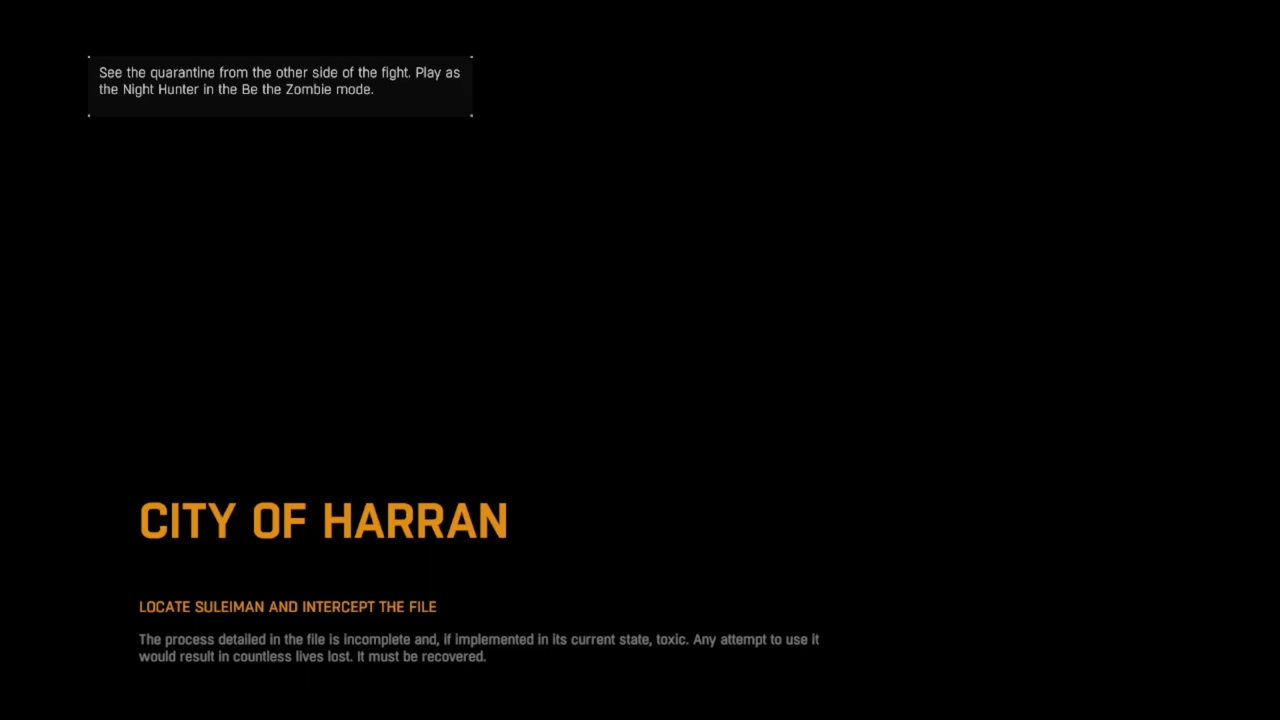 See the quarantine from the other side of the fight. Play as
the Night Hunter in the Be the Zombie mode.
CITY OF HARRAN
LOCATE SULEIMAN AND INTERCEPT THE FILE
The process detailed in the file is incomplete and, if implemented in its current state, toxic. Any attempt to use it
would result in countless lives lost. It must be recovered.